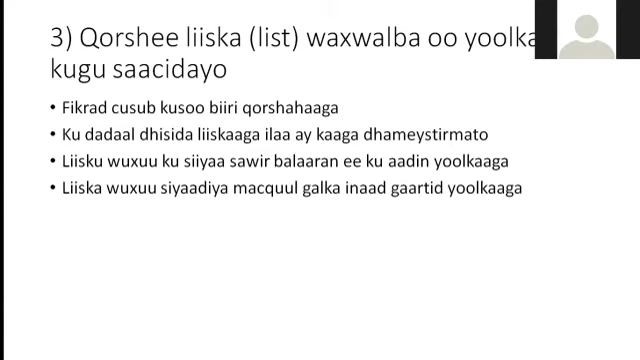 3) Qorshee liiska (list) waxwalba oo
kugu saacidayo
• Fikrad cusub kusoo biiri qorshahaaga
• Ku dadaal dhisida liiskaaga ilaa ay kaaga dhameystirmato
• Liisku wuxuu ku siiyaa sawir balaaran ee ku aadin yoolkaaga
• Liiska wuxuu siyaadiya macquul galka inaad gaartid yoolkaaga